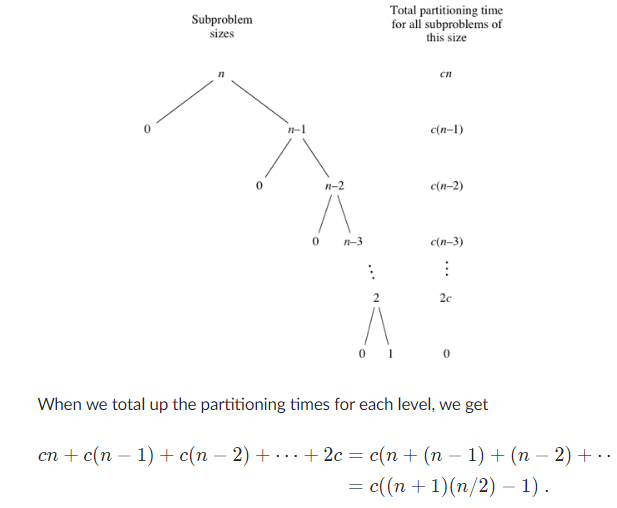 Subproblem
sizes
Total partitioning time
for all subproblems of
this size
n
cn
0
n–1
c(n–1)
0
n–2
c(n–2)
0
n–3
c(n–3)
⋱
⋮
2
2c
0
1
0
When we total up the partitioning times for each level, we get
cn + c(n − 1) + c(n − 2) + ⋯ + 2c = c(n + (n − 1) + (n − 2) + ⋅⋅
= c((n + 1)(n/2) − 1) .